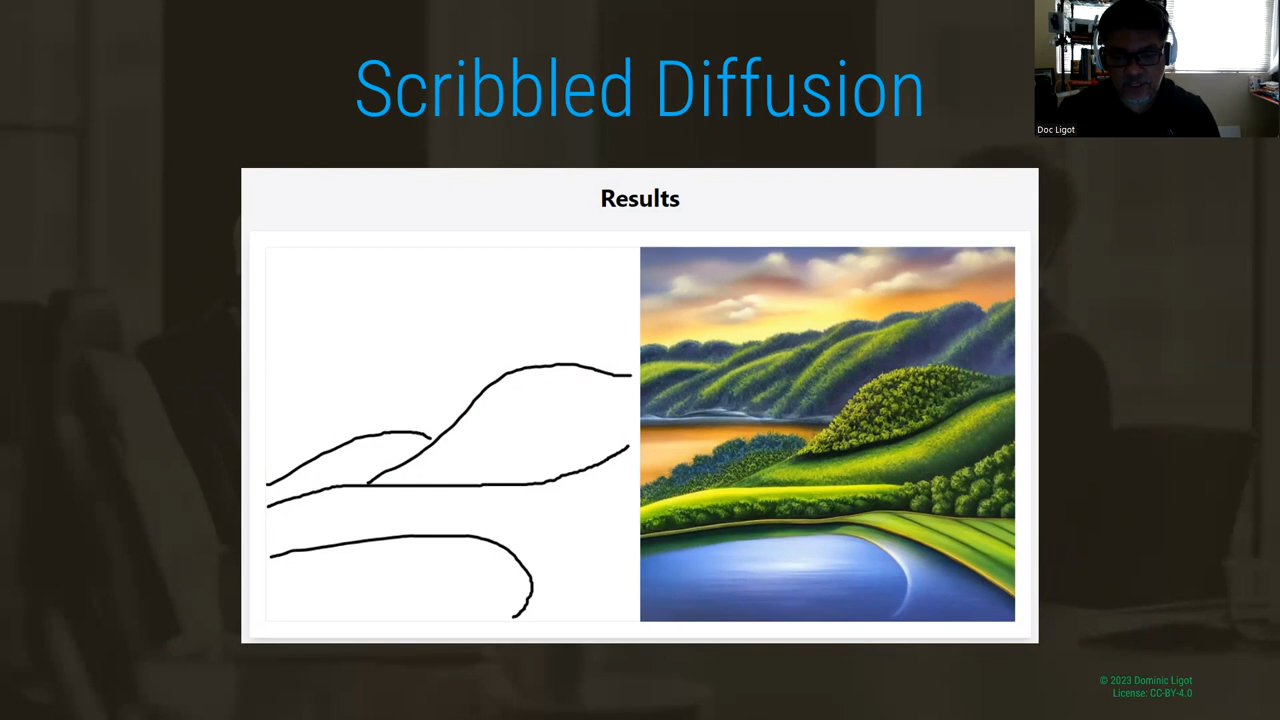 Scribbled Diffusion
Doc Ligot
Results
© 2023 Dominic Ligot
License: CC-BY-4.0